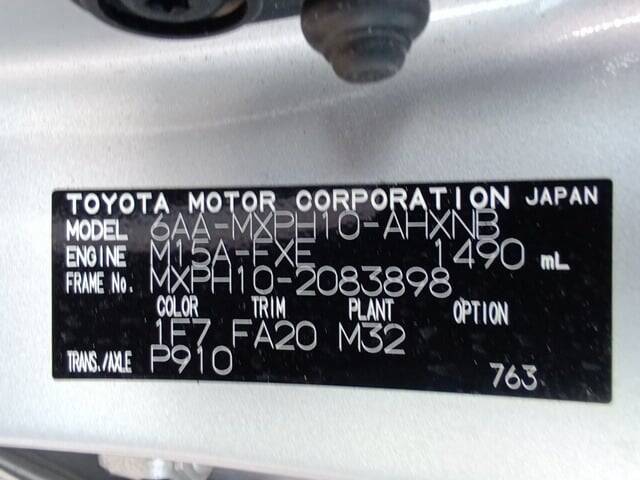 TOYOTA MOTOR CORPORATION JAPAN
MODEL 6AA-MXPH10-AHXNB
ENGINE M15A-FXE 1490 mL
FRAME No. MXPH10-2083898
COLOR TRIM PLANT OPTION
1F7 FA20 M32
TRANS./AXLE P910
763